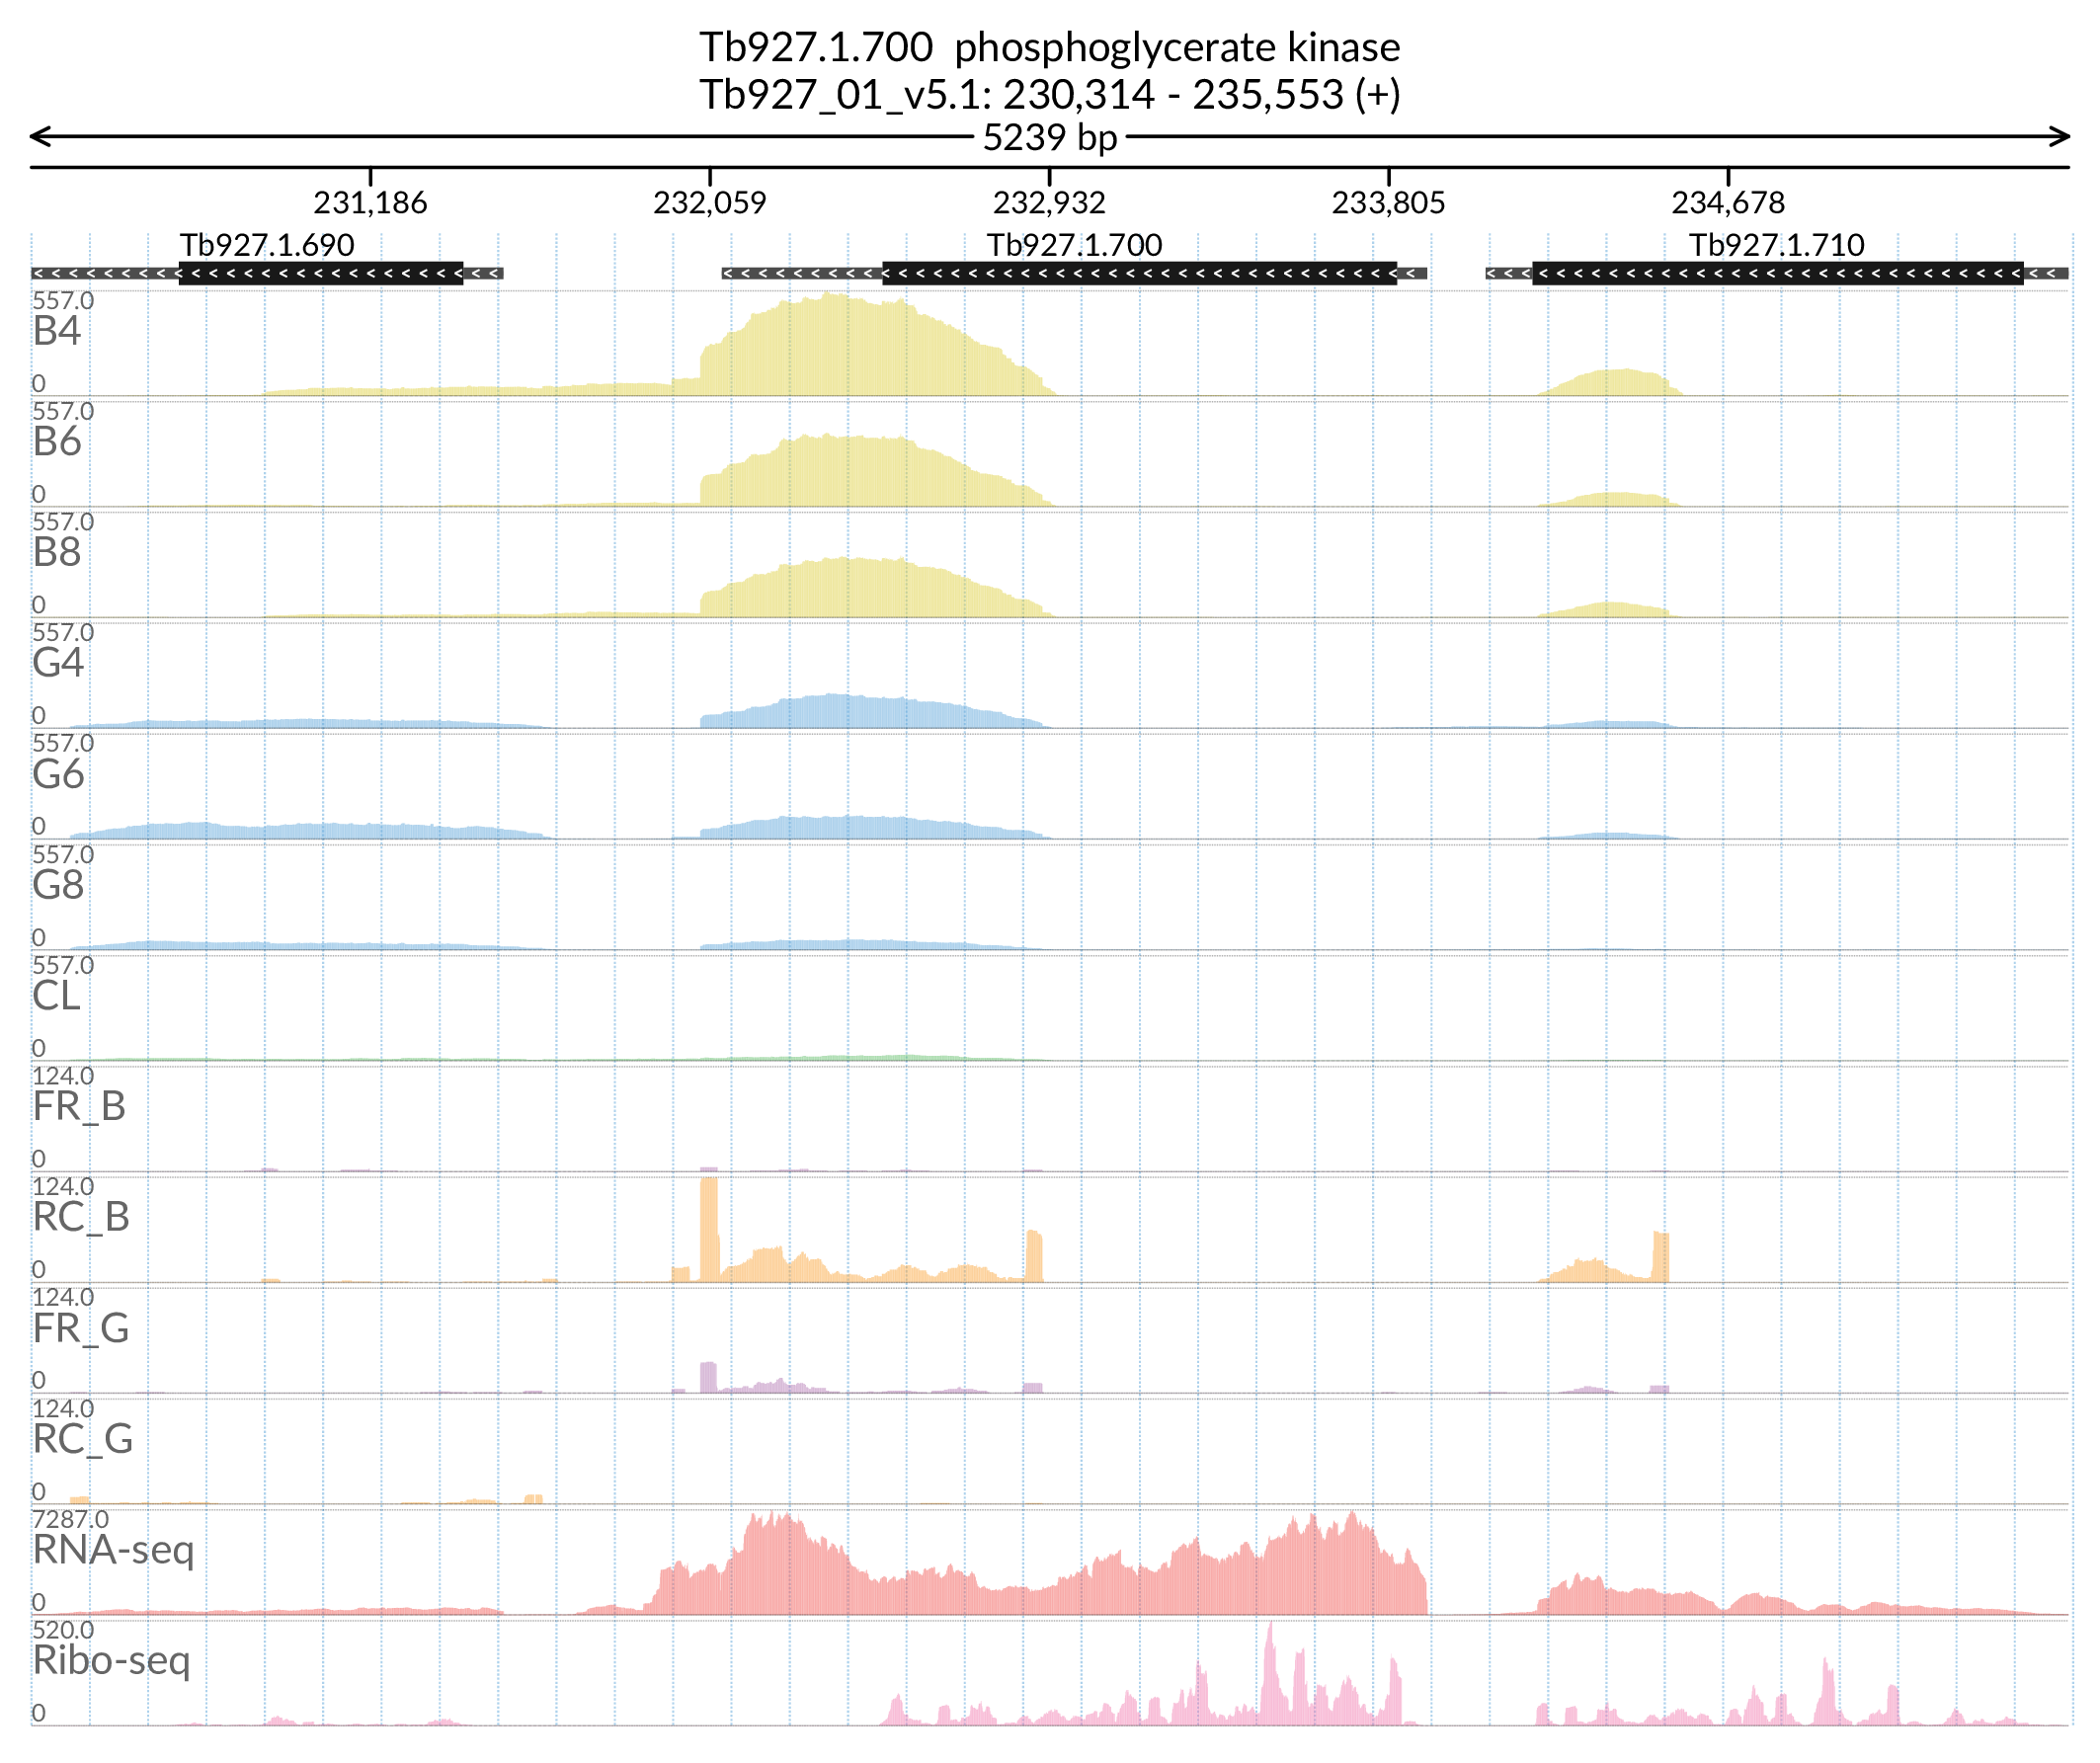 Tb927.1.700 phosphoglycerate kinase
Tb927_01_v5.1: 230,314 - 235,553 (+)
5239 bp
231,186 232,059 232,932 233,805 234,678
Tb927.1.690 Tb927.1.700 Tb927.1.710
557.0
B4
0
557.0
B6
0
557.0
B8
0
557.0
G4
0
557.0
G6
0
557.0
G8
0
557.0
CL
0
124.0
FR_B
0
124.0
RC_B
0
124.0
FR_G
0
124.0
RC_G
0
7287.0
RNA-seq
0
520.0
Ribo-seq
0